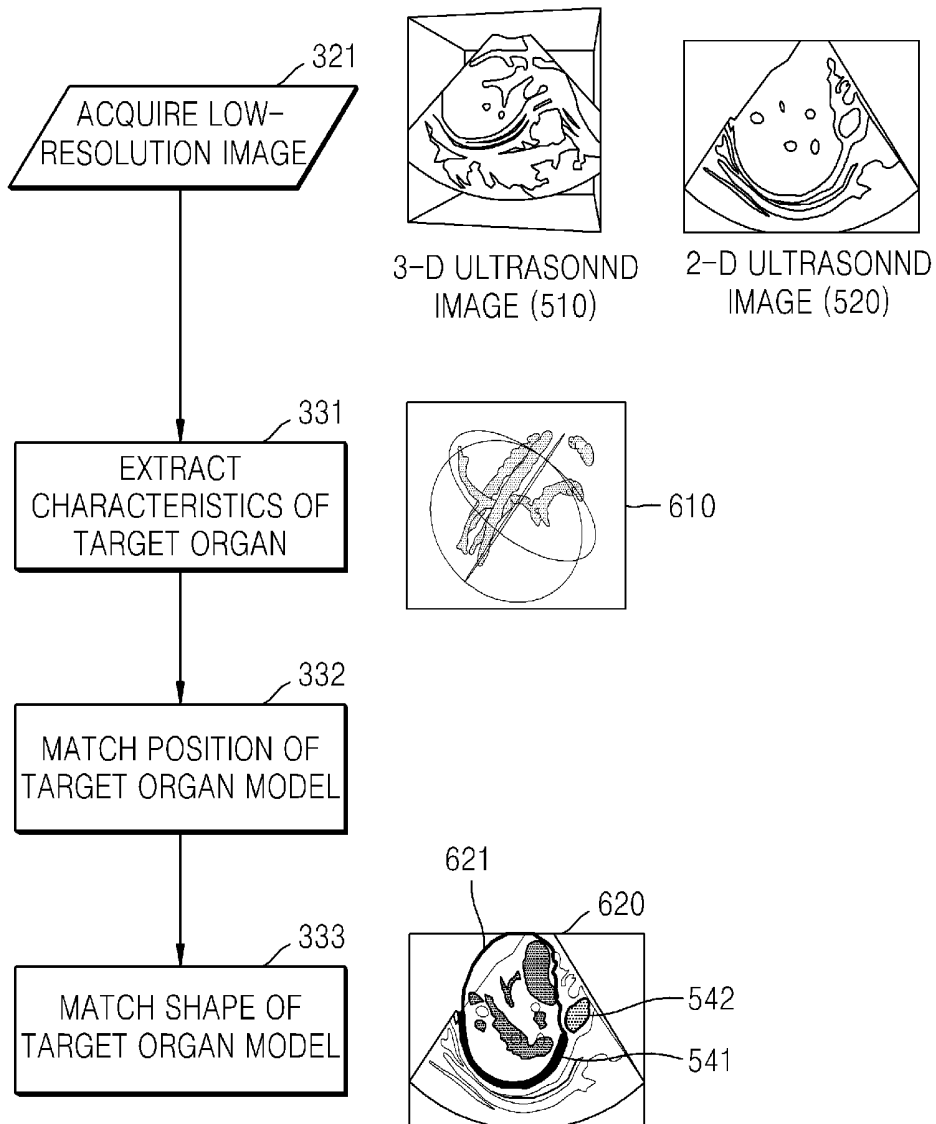 321
ACQUIRE LOW-
RESOLUTION IMAGE
3-D ULTRASONND
IMAGE (510)
2-D ULTRASONND
IMAGE (520)
331
EXTRACT
CHARACTERISTICS OF
TARGET ORGAN
610
332
MATCH POSITION OF
TARGET ORGAN MODEL
333
MATCH SHAPE OF
TARGET ORGAN MODEL
621
620
542
541